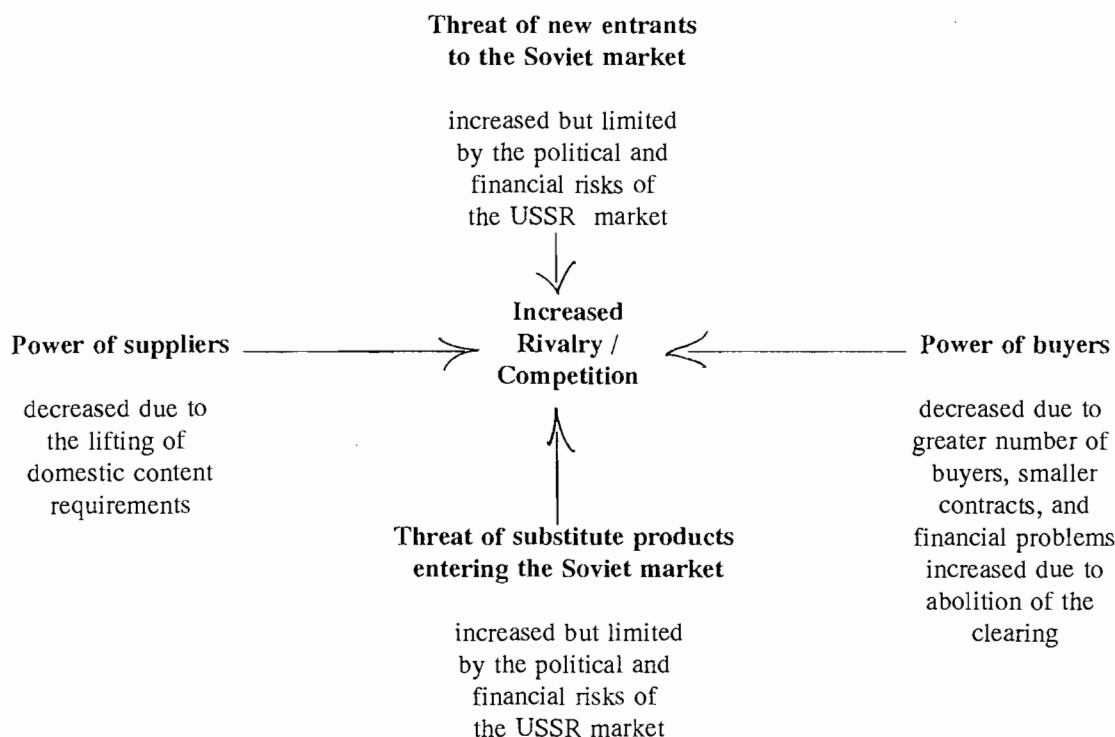 Threat of new entrants
to the Soviet market
increased but limited
by the political and
financial risks of
the USSR market
Increased
Rivalry /
Competition
Power of suppliers
decreased due to
the lifting of
domestic content
requirements
Power of buyers
decreased due to
greater number of
buyers, smaller
contracts, and
financial problems
increased due to
abolition of the
clearing
Threat of substitute products
entering the Soviet market
increased but limited
by the political and
financial risks of
the USSR market